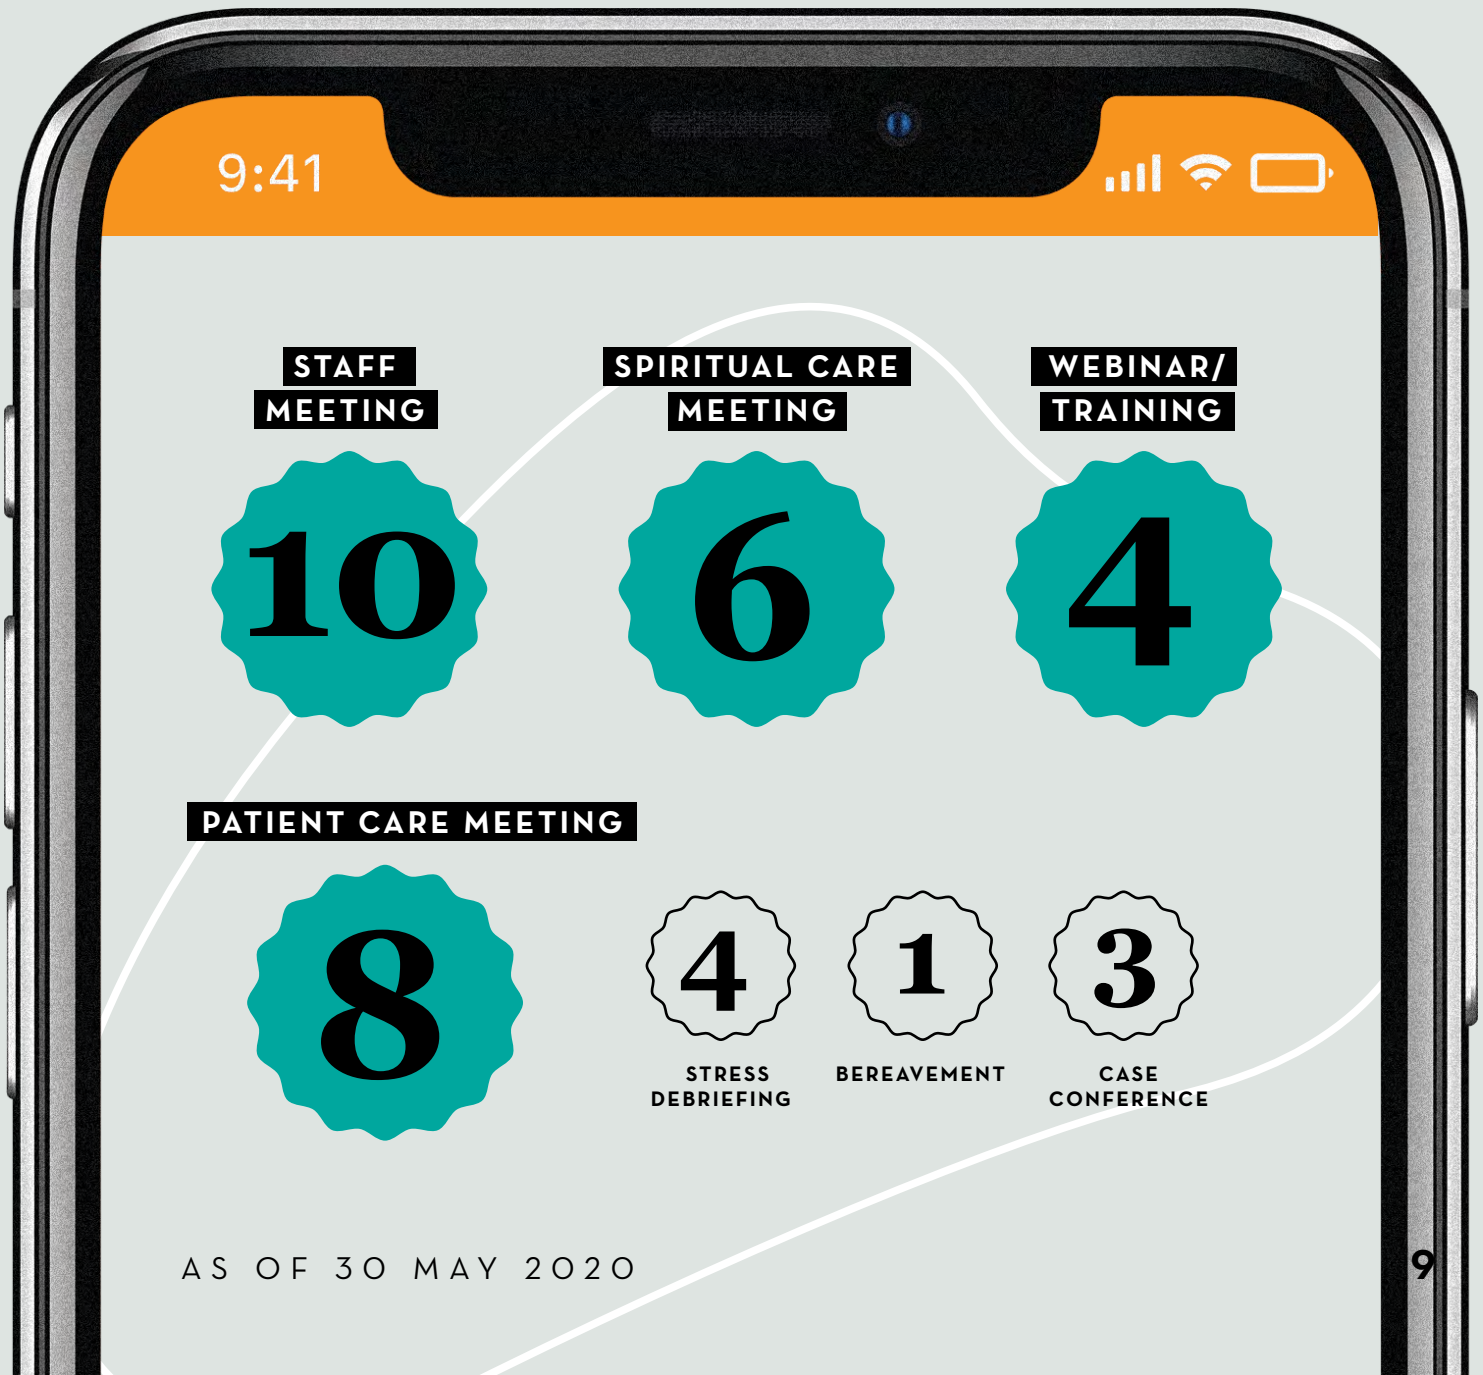 9:41
STAFF
MEETING
10
SPIRITUAL CARE
MEETING
6
WEBINAR/
TRAINING
4
PATIENT CARE MEETING
8
4
STRESS
DEBRIEFING
1
BEREAVEMENT
3
CASE
CONFERENCE
AS OF 30 MAY 2020
9